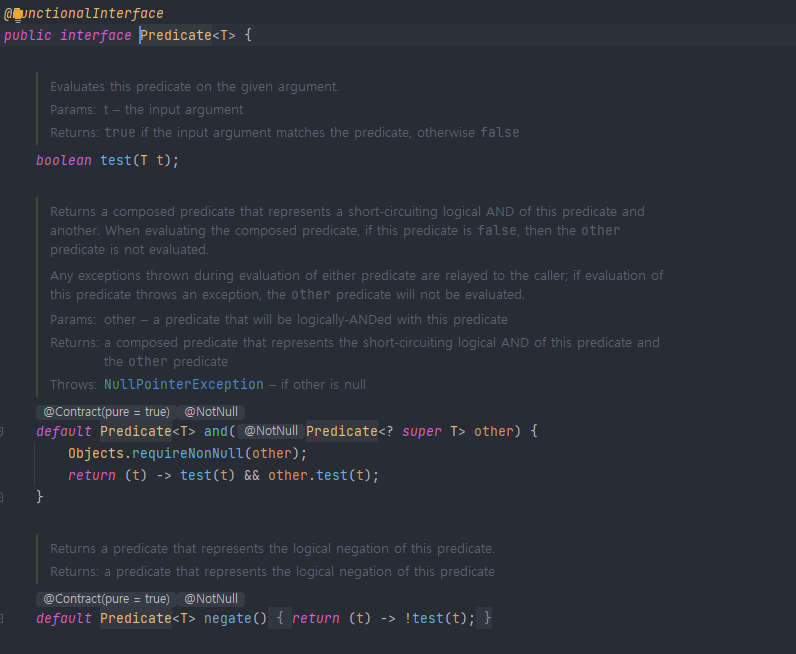 @FunctionalInterface
public interface Predicate<T> {
Evaluates this predicate on the given argument.
Params: t – the input argument
Returns: true if the input argument matches the predicate, otherwise false
boolean test(T t);
Returns a composed predicate that represents a short-circuiting logical AND of this predicate and
another. When evaluating the composed predicate, if this predicate is false, then the other
predicate is not evaluated.
Any exceptions thrown during evaluation of either predicate are relayed to the caller; if evaluation of
this predicate throws an exception, the other predicate will not be evaluated.
Params: other – a predicate that will be logically-ANDed with this predicate
Returns: a composed predicate that represents the short-circuiting logical AND of this predicate and
the other predicate
Throws: NullPointerException – if other is null
@Contract(pure = true) @NotNull
default Predicate<T> and( @NotNull Predicate<? super T> other) {
Objects.requireNonNull(other);
return (t) -> test(t) && other.test(t);
}
Returns a predicate that represents the logical negation of this predicate.
Returns: a predicate that represents the logical negation of this predicate
@Contract(pure = true) @NotNull
default Predicate<T> negate() { return (t) -> !test(t); }